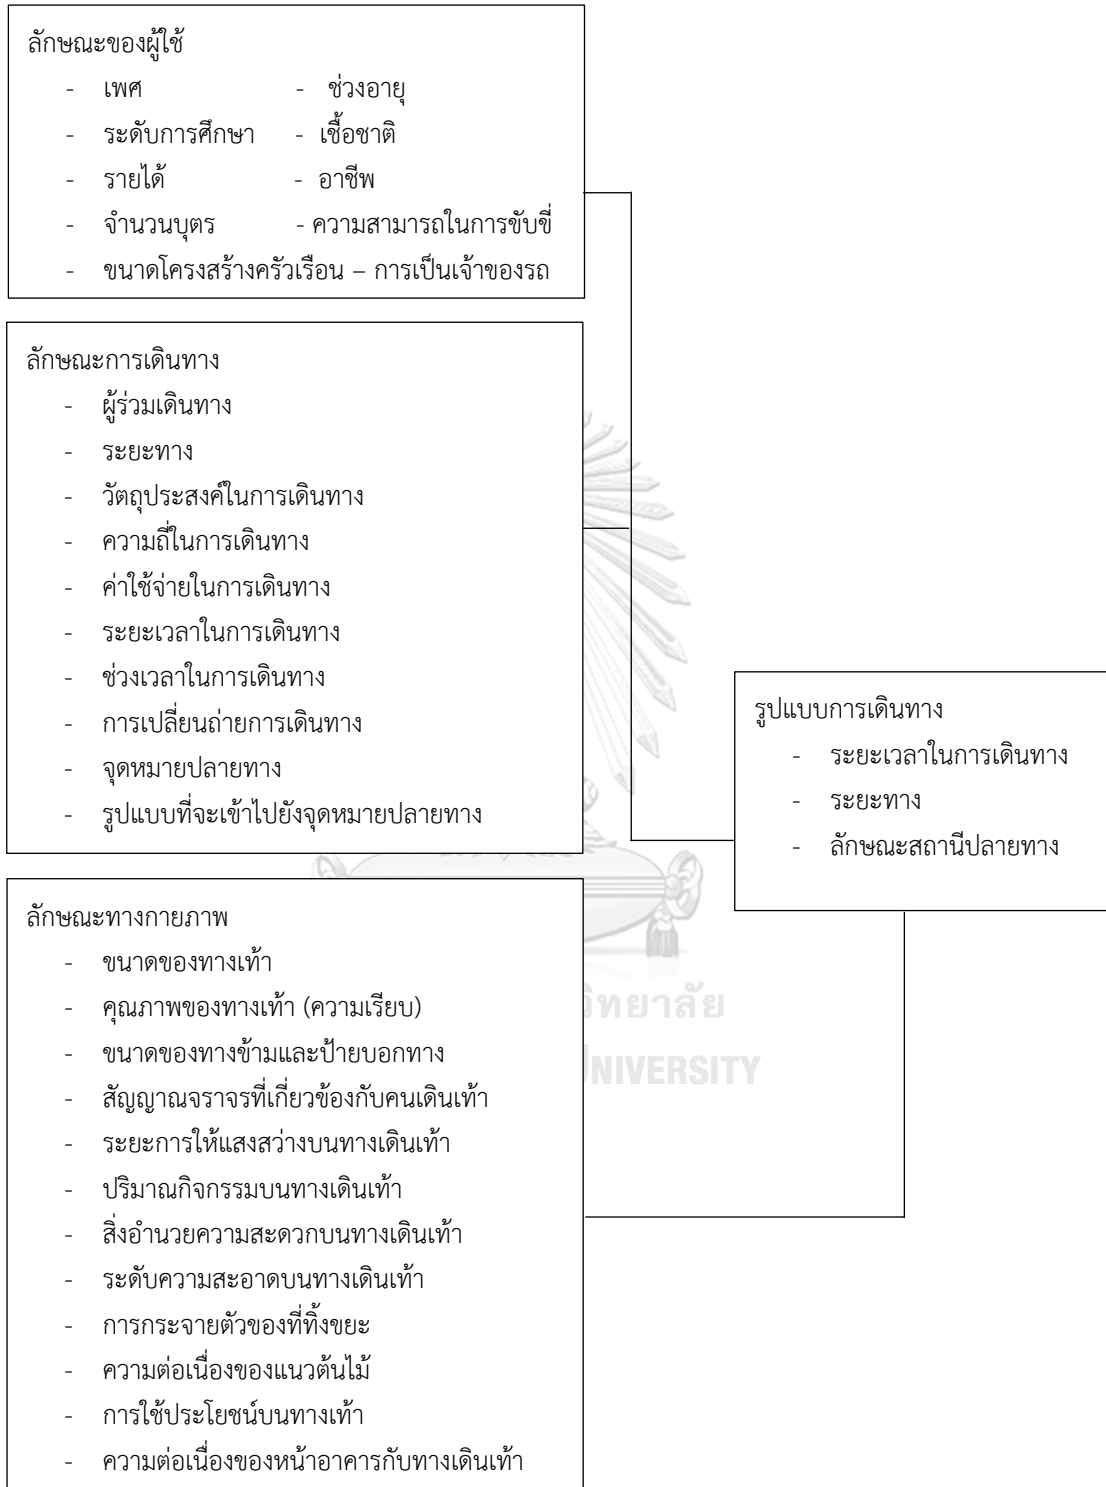 ลักษณะของผู้ใช้
- เพศ - ช่วงอายุ
- ระดับการศึกษา - เชื้อชาติ
- รายได้ - อาชีพ
- จำนวนบุตร - ความสามารถในการขับขี่
- ขนาดโครงสร้างครัวเรือน – การเป็นเจ้าของรถ
ลักษณะการเดินทาง
- ผู้ร่วมเดินทาง
- ระยะทาง
- วัตถุประสงค์ในการเดินทาง
- ความถี่ในการเดินทาง
- ค่าใช้จ่ายในการเดินทาง
- ระยะเวลาในการเดินทาง
- ช่วงเวลาในการเดินทาง
- การเปลี่ยนถ่ายการเดินทาง
- จุดหมายปลายทาง
- รูปแบบที่จะเข้าไปยังจุดหมายปลายทาง
รูปแบบการเดินทาง
- ระยะเวลาในการเดินทาง
- ระยะทาง
- ลักษณะสถานีปลายทาง
ลักษณะทางกายภาพ
- ขนาดของทางเท้า
- คุณภาพของทางเท้า (ความเรียบ)
- ขนาดของทางข้ามและป้ายบอกทาง
- สัญญาณจราจรที่เกี่ยวข้องกับคนเดินเท้า
- ระยะการให้แสงสว่างบนทางเดินเท้า
- ปริมาณกิจกรรมบนทางเดินเท้า
- สิ่งอำนวยความสะดวกบนทางเดินเท้า
- ระดับความสะอาดบนทางเดินเท้า
- การกระจายตัวของที่ทิ้งขยะ
- ความต่อเนื่องของแนวต้นไม้
- การใช้ประโยชน์บนทางเท้า
- ความต่อเนื่องของหน้าอาคารกับทางเดินเท้า
วิทยาลัย
UNIVERSITY